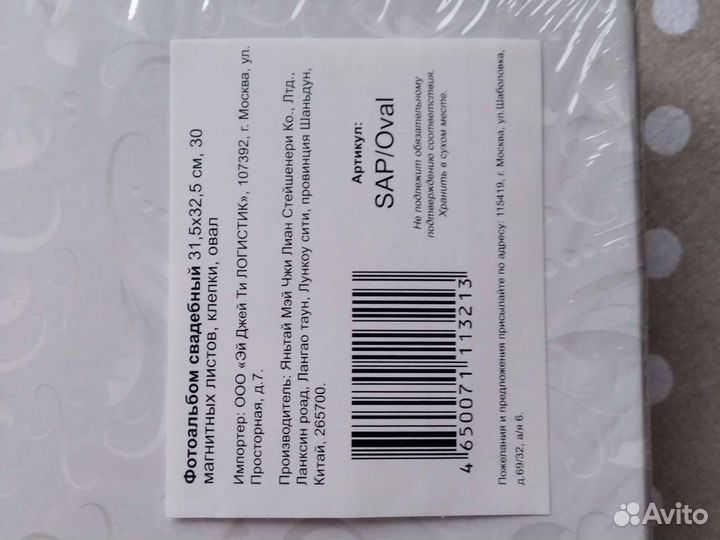 Фотоальбом свадебный 31,5х32,5 см, 30
магнитных листов, клепки, овал
Импортер: ООО «Эй Джей Ти ЛОГИСТИК», 107392, г. Москва, ул.
Просторная, д.7.
Производитель: Яньтай Мэй Чжи Лиан Стейшенери Ко., Лтд.,
Ланксин роад, Лангао таун, Лункоу сити, провинция Шаньдун,
Китай, 265700.
Артикул:
SAP/Oval
Не подлежит обязательному
подтверждению соответствия.
Хранить в сухом месте.
4 650071 113213
Пожелания и предложения присылайте по адресу: 115419, г. Москва, ул.Шаболовка,
д.69/32, а/я 6.
Avito